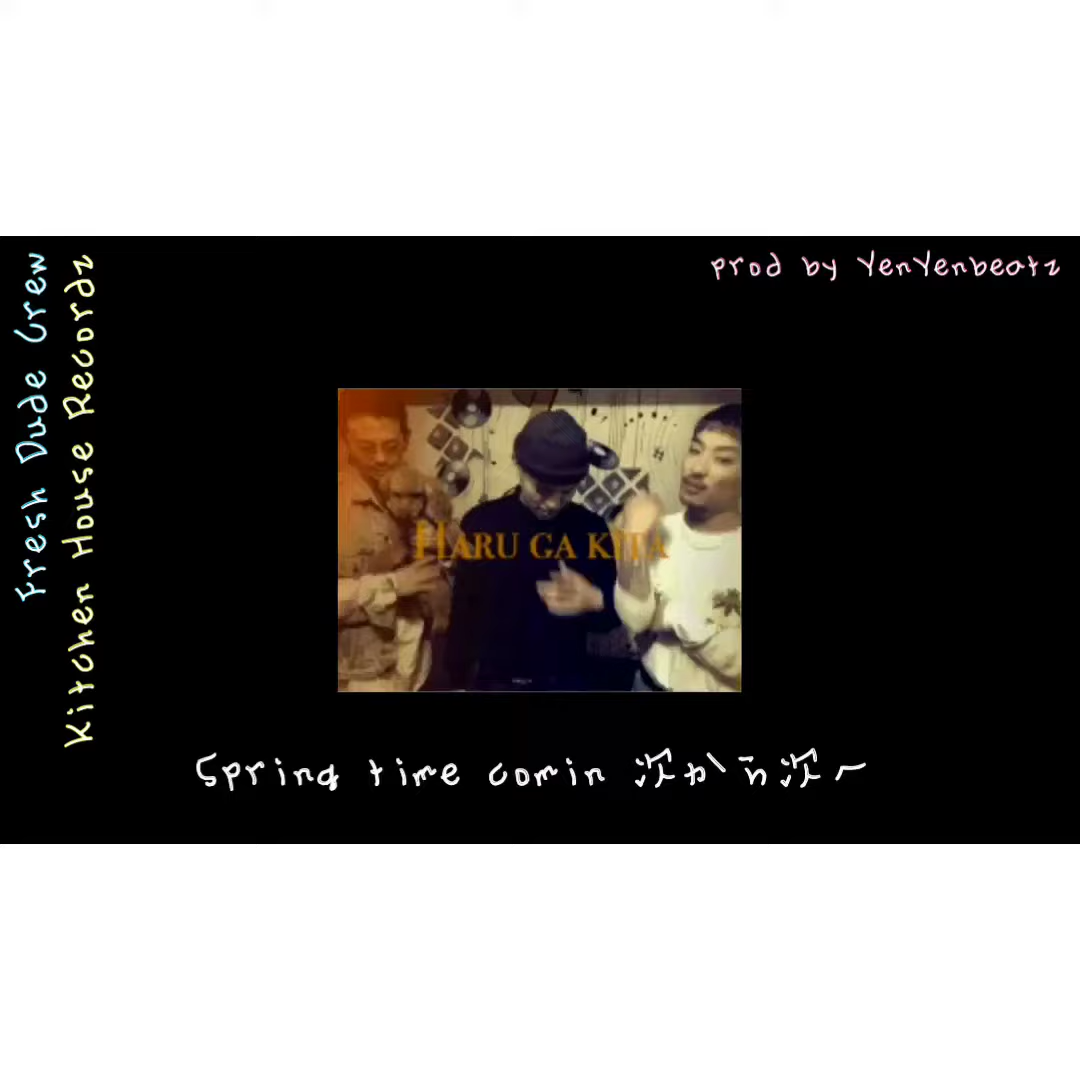 Fresh Dude Crew
Kitchen House Recordz
prod by YenYenbeatz
HARU GA KITA
Spring time comin 次から次へ